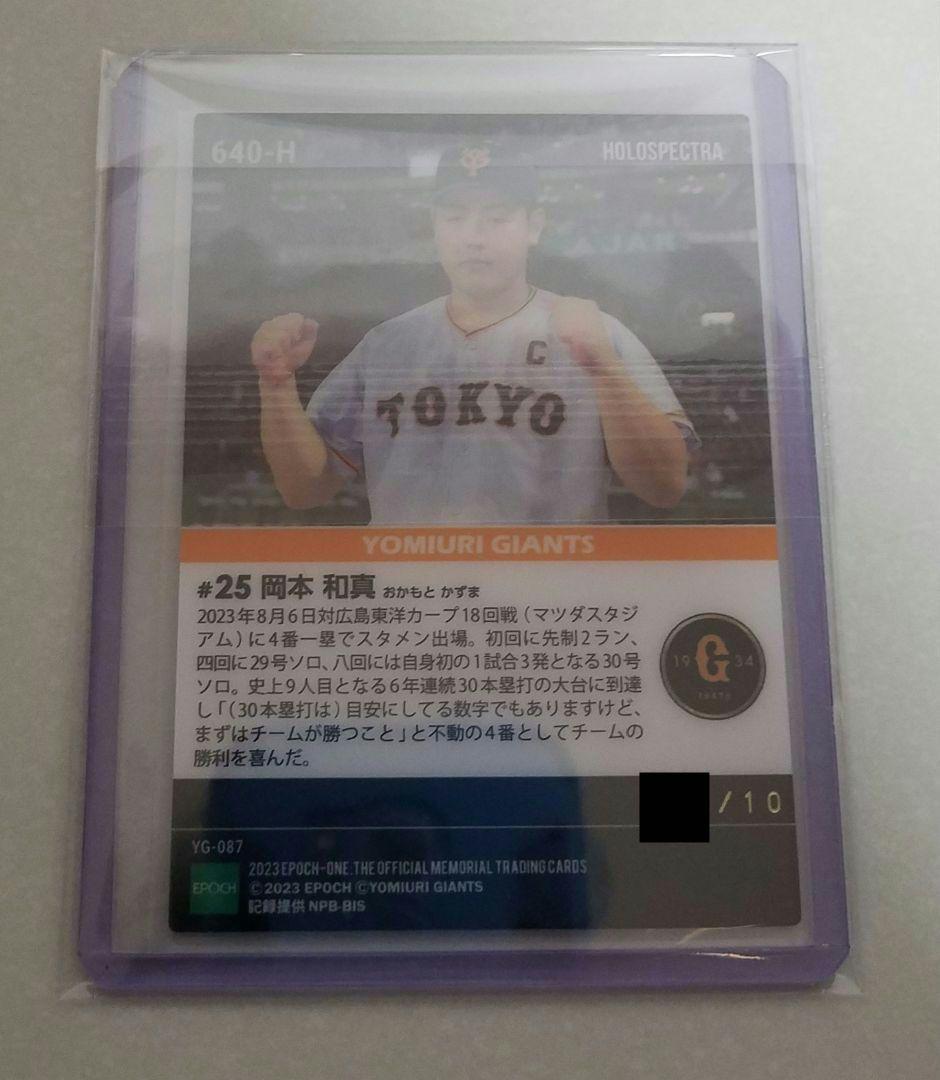 640-H
HOLOSPECTRA
YG
C
TOKYO
YOMIURI GIANTS
#25 岡本 和真 おかもと かずま
2023年8月6日対広島東洋カープ18回戦（マツダスタジ
アム）に4番一塁でスタメン出場。初回に先制2ラン、
四回に29号ソロ、八回には自身初の1試合3発となる30号
ソロ。史上9人目となる6年連続30本塁打の大台に到達
し「（30本塁打は）目安にしてる数字でもありますけど、
まずはチームが勝つこと」と不動の4番としてチームの
勝利を喜んだ。
19 G 34
/10
YG-087
EPOCH
2023 EPOCH-ONE. THE OFFICIAL MEMORIAL TRADING CARDS
©2023 EPOCH ©YOMIURI GIANTS
記録提供 NPB-BIS